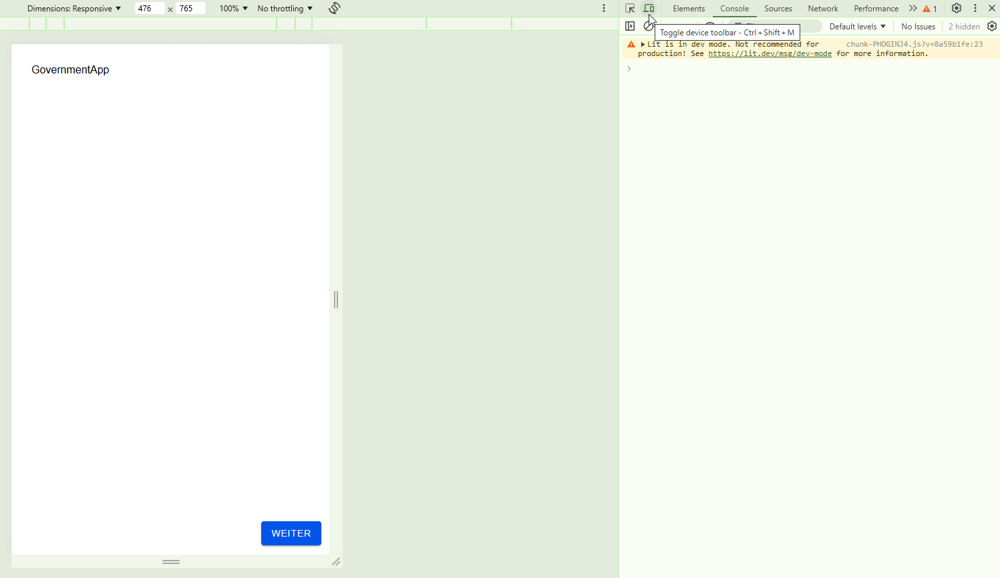 Dimensions: Responsive 476 × 765 100% No throttling
Elements Console Sources Network Performance 1
Default levels No Issues 2 hidden
Toggle device toolbar - Ctrl + Shift + M
Lit is in dev mode. Not recommended for chunk-PHDGINJ4.js?v=8a59b1fe:23
production! See https://lit.dev/msg/dev-mode for more information.
GovernmentApp
WEITER